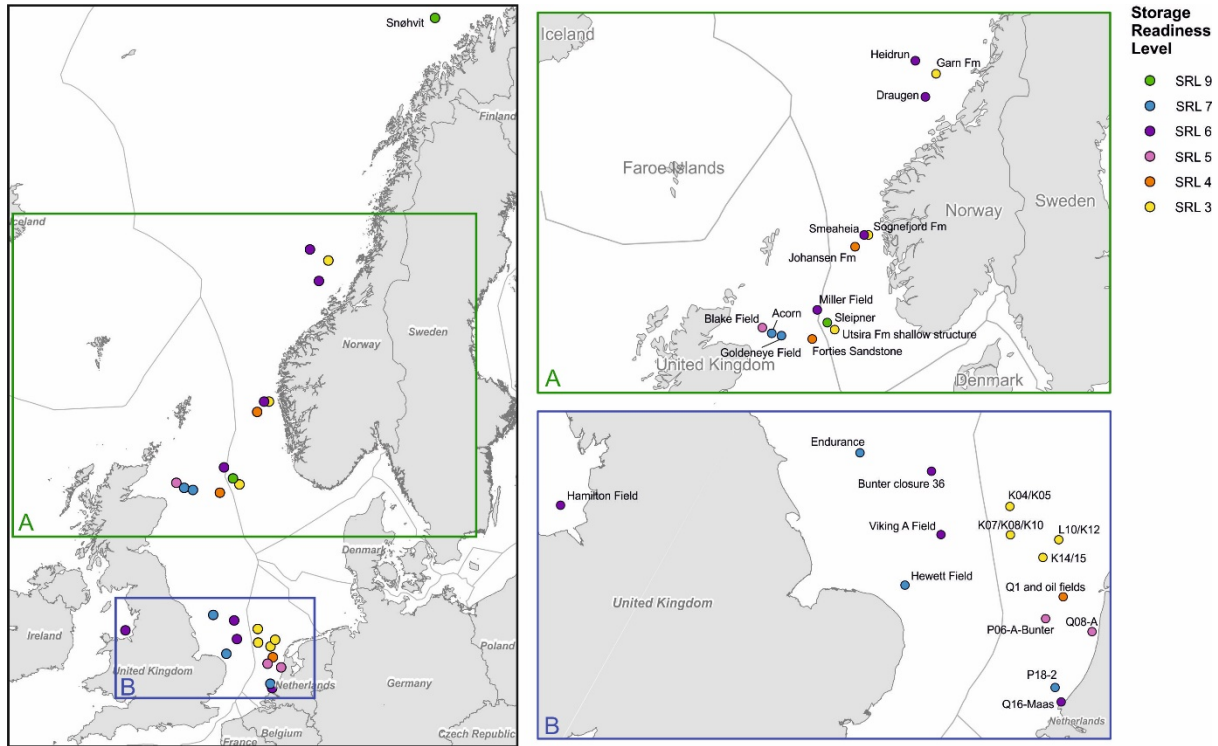 Snøhvit
Finland
Iceland
Norway
Sweden
A
Denmark
Ireland
United Kingdom
B
Netherlands
Germany
Poland
Belgium
Czech Republic
France
Iceland
Heidrun
Garn Fm
Draugen
Faroe Islands
Norway
Sweden
Smeaheia
Sognefjord Fm
Johansen Fm
Miller Field
Blake Field
Acorn
Sleipner
Utsira Fm shallow structure
Goldeneye Field
Forties Sandstone
United Kingdom
Denmark
A
Endurance
Bunter closure 36
Hamilton Field
K04/K05
Viking A Field
K07/K08/K10
L10/K12
K14/15
Hewett Field
Q1 and oil fields
United Kingdom
P06-A-Bunter
Q08-A
P18-2
Q16-Maas
Netherlands
B
Storage
Readiness
Level
SRL 9
SRL 7
SRL 6
SRL 5
SRL 4
SRL 3